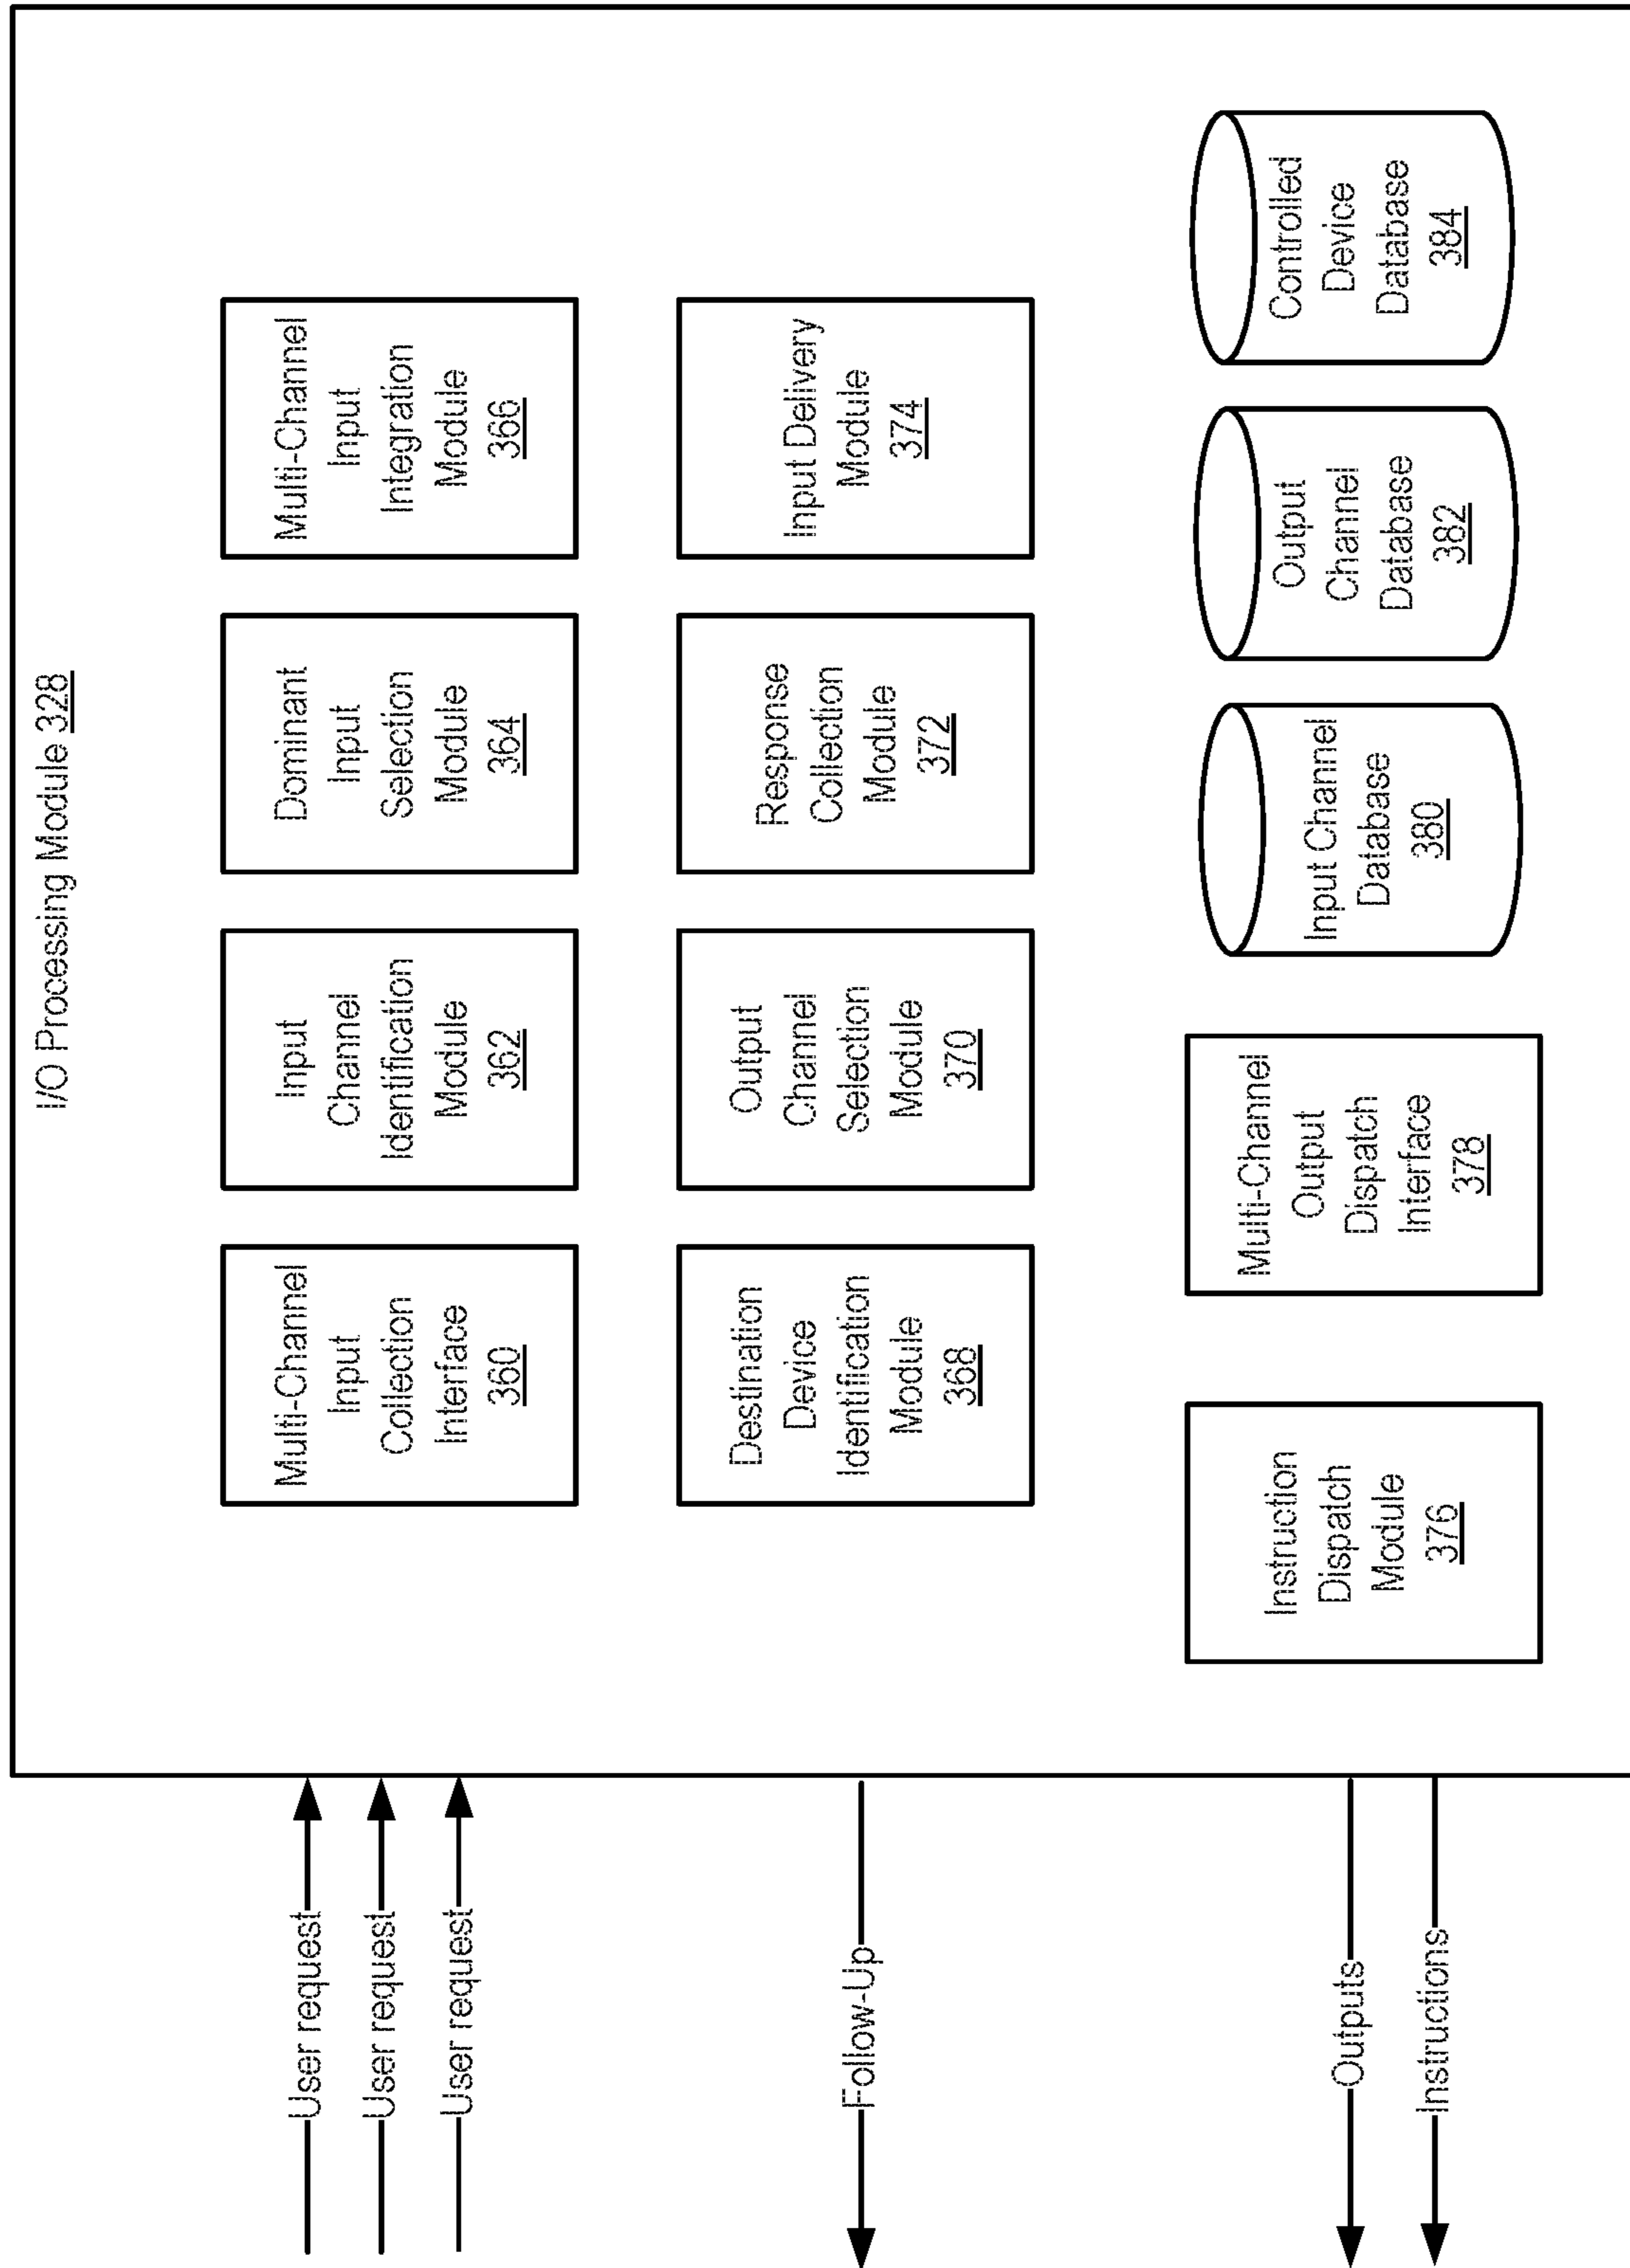 I/O Processing Module 328
User request
User request
User request
Multi-Channel
Input
Collection
Interface
360
Input
Channel
Identification
Module
362
Dominant
Input
Selection
Module
364
Multi-Channel
Input
Integration
Module
366
Follow-Up
Destination
Device
Identification
Module
368
Output
Channel
Selection
Module
370
Response
Collection
Module
372
Input Delivery
Module
374
Outputs
Instructions
Instruction
Dispatch
Module
376
Multi-Channel
Output
Dispatch
Interface
378
Input Channel
Database
380
Output
Channel
Database
382
Controlled
Device
Database
384